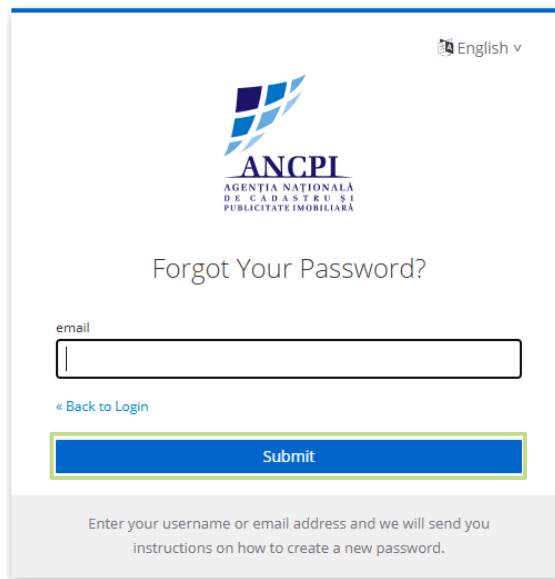 English v
ANCPI
AGENȚIA NAȚIONALĂ
DE CADASTRU ȘI
PUBLICITATE IMOBILIARĂ
Forgot Your Password?
email
« Back to Login
Submit
Enter your username or email address and we will send you
instructions on how to create a new password.